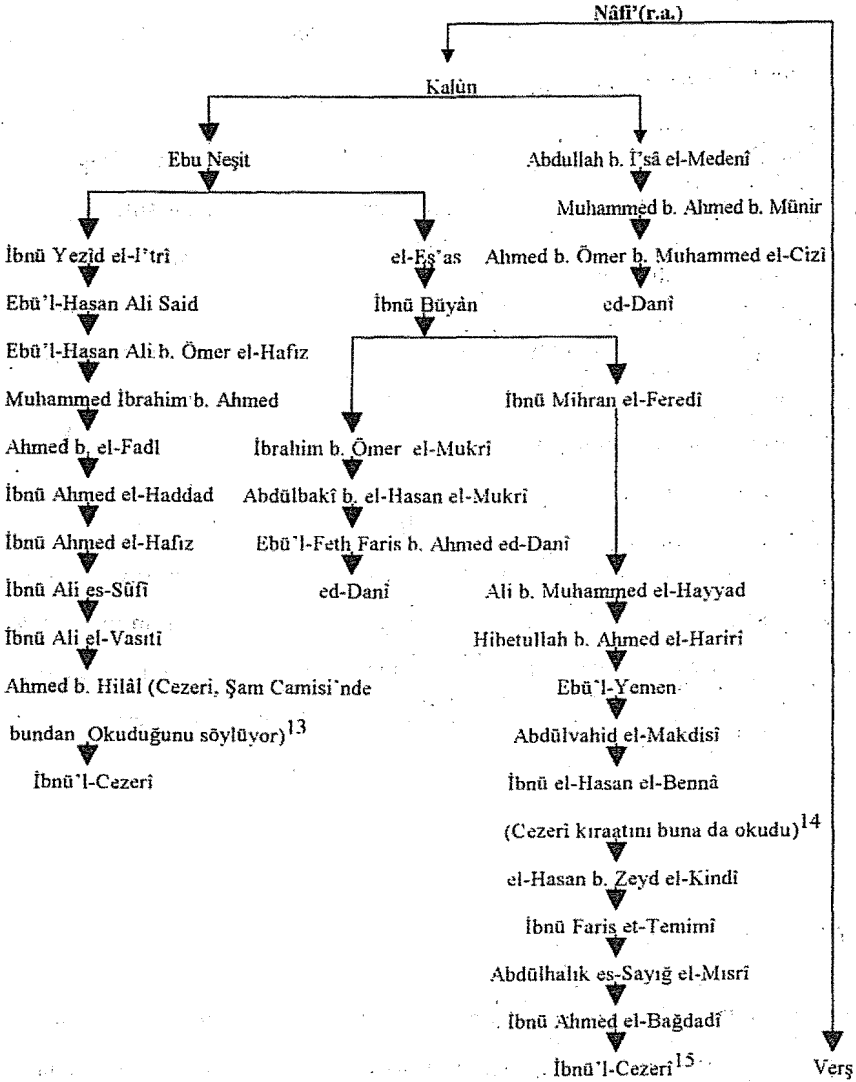 Nâfi'(r.a.)
Kalûn
Ebu Neşit
Abdullah b. Î'sâ el-Medenî
Muhammed b. Ahmed b. Münir
İbnü Yezîd el-I'trî
el-Eş'as
Ahmed b. Ömer b. Muhammed el-Cizî
Ebü'l-Hasan Ali Said
İbnü Büyân
ed-Danî
Ebü'l-Hasan Ali b. Ömer el-Hafız
Muhammed İbrahim b. Ahmed
İbnü Mihran el-Feredî
Ahmed b. el-Fadl
İbrahim b. Ömer el-Mukrî
İbnü Ahmed el-Haddad
Abdülbakî b. el-Hasan el-Mukrî
İbnü Ahmed el-Hafız
Ebü'l-Feth Faris b. Ahmed ed-Danî
İbnü Ali es-Sûfî
ed-Danî
Ali b. Muhammed el-Hayyad
İbnü Ali el-Vasıtî
Hibetullah b. Ahmed el-Harirî
Ahmed b. Hilâl (Cezeri, Şam Camisi'nde
Ebü'l-Yemen
bundan Okuduğunu söylüyor)13
Abdülvahid el-Makdisî
İbnü'l-Cezerî
İbnü el-Hasan el-Bennâ
(Cezerî kıraatını buna da okudu)14
el-Hasan b. Zeyd el-Kindî
İbnü Faris et-Temimî
Abdülhalık es-Sayığ el-Mısrî
İbnü Ahmed el-Bağdadî
İbnü'l-Cezerî15
Verş